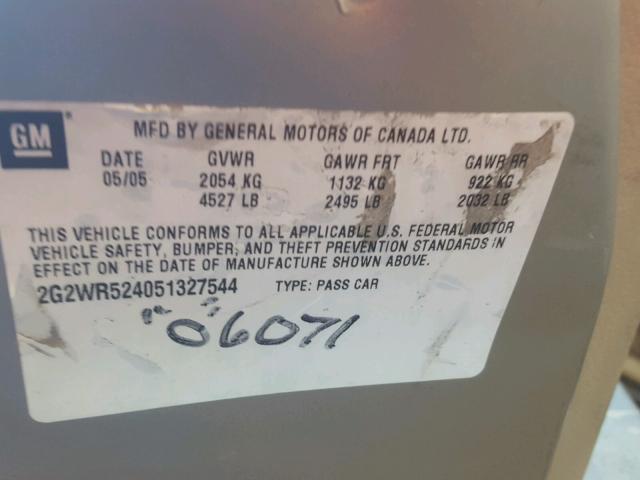 GM
MFD BY GENERAL MOTORS OF CANADA LTD.
DATE GVWR GAWR FRT GAWR RR
05/05 2054 KG 1132 KG 922 KG
4527 LB 2495 LB 2032 LB
THIS VEHICLE CONFORMS TO ALL APPLICABLE U.S. FEDERAL MOTOR
VEHICLE SAFETY, BUMPER, AND THEFT PREVENTION STANDARDS IN
EFFECT ON THE DATE OF MANUFACTURE SHOWN ABOVE.
2G2WR524051327544 TYPE: PASS CAR
06071